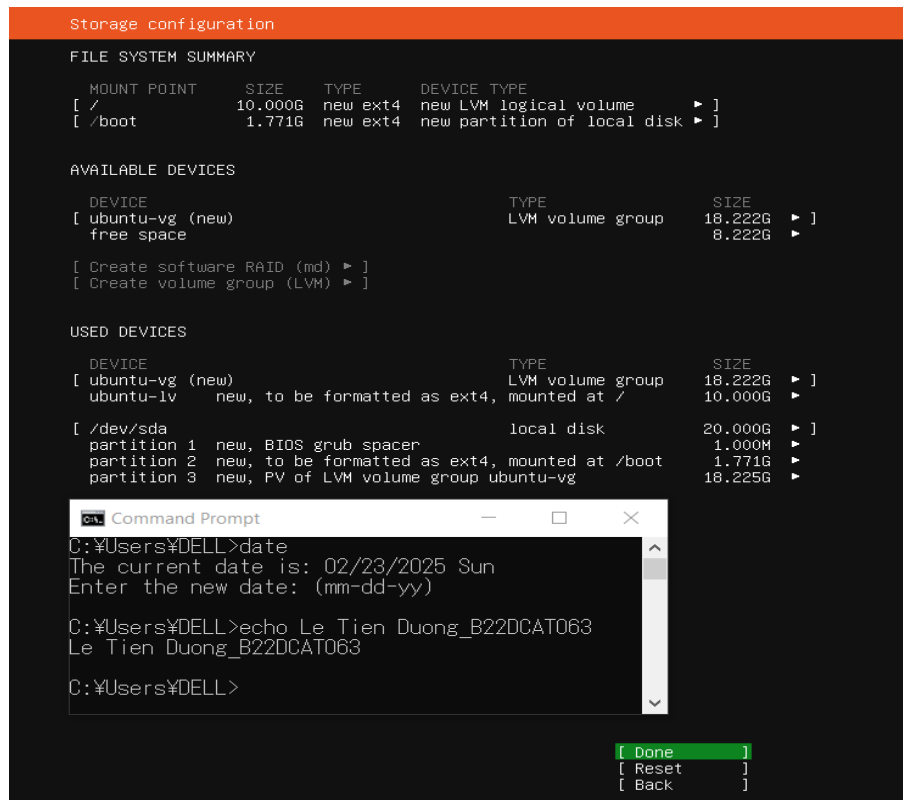 Storage configuration
FILE SYSTEM SUMMARY
MOUNT POINT SIZE TYPE DEVICE TYPE
[ / 10.000G new ext4 new LVM logical volume ► ]
[ /boot 1.771G new ext4 new partition of local disk ► ]
AVAILABLE DEVICES
DEVICE TYPE SIZE
[ ubuntu-vg (new) LVM volume group 18.222G ► ]
free space 8.222G ►
[ Create software RAID (md) ► ]
[ Create volume group (LVM) ► ]
USED DEVICES
DEVICE TYPE SIZE
[ ubuntu-vg (new) LVM volume group 18.222G ► ]
ubuntu-lv new, to be formatted as ext4, mounted at / 10.000G ►
[ /dev/sda local disk 20.000G ► ]
partition 1 new, BIOS grub spacer 1.000M ►
partition 2 new, to be formatted as ext4, mounted at /boot 1.771G ►
partition 3 new, PV of LVM volume group ubuntu-vg 18.225G ►
Command Prompt
C:¥Users¥DELL>date
The current date is: 02/23/2025 Sun
Enter the new date: (mm-dd-yy)
C:¥Users¥DELL>echo Le Tien Duong_B22DCAT063
Le Tien Duong_B22DCAT063
C:¥Users¥DELL>
[ Done ]
[ Reset ]
[ Back ]